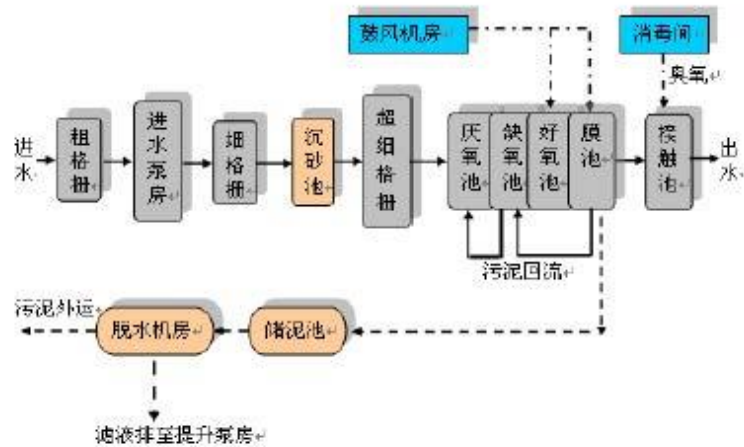 鼓风机房
消毒间
臭氧
进水
粗格栅
进水泵房
细格栅
沉砂池
超细格栅
厌氧池
缺氧池
好氧池
膜池
接触池
出水
污泥回流
污泥外运
脱水机房
储泥池
滤液排至提升泵房